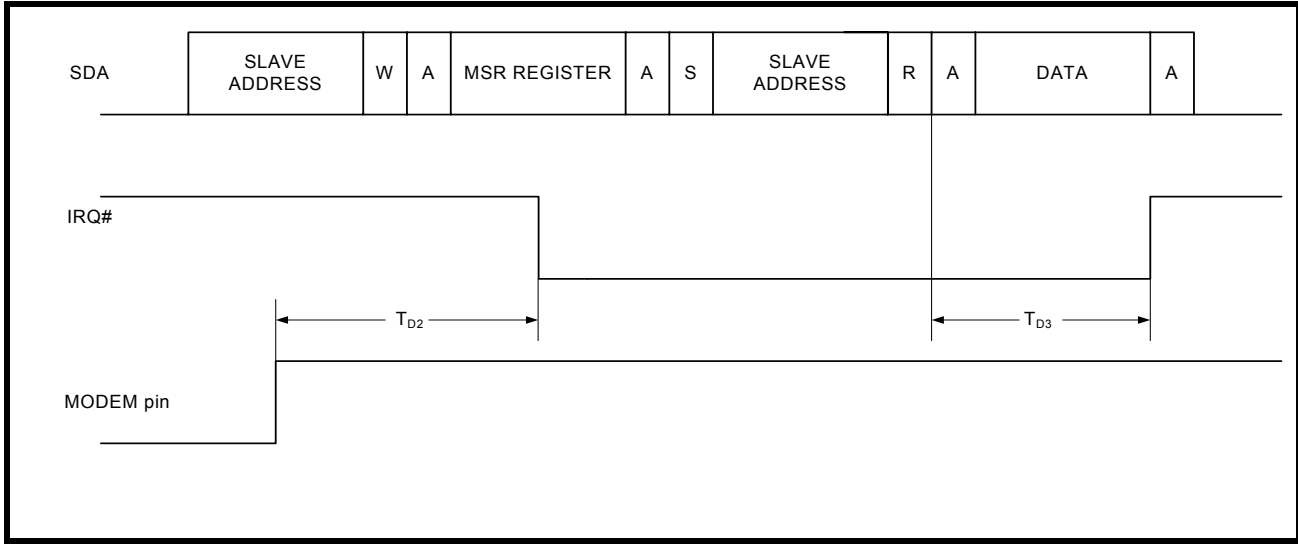 SDA
SLAVE
ADDRESS
W
A
MSR REGISTER
A
S
SLAVE
ADDRESS
R
A
DATA
A
IRQ#
TD2
TD3
MODEM pin